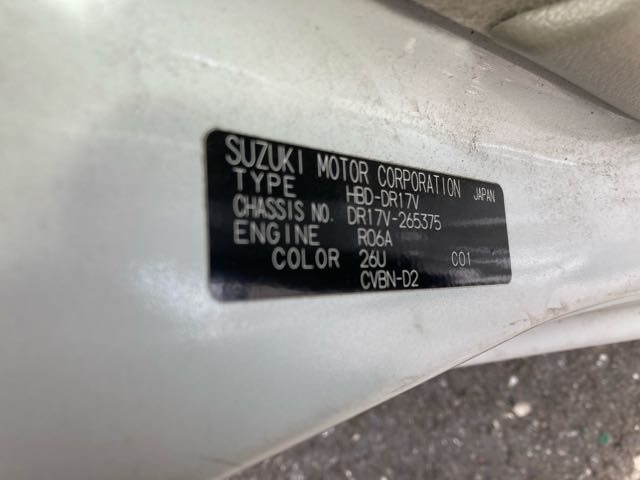 SUZUKI MOTOR CORPORATION JAPAN
TYPE HBD-DR17V
CHASSIS NO. DR17V-265375
ENGINE R06A
COLOR 26U C01
CVBN-D2